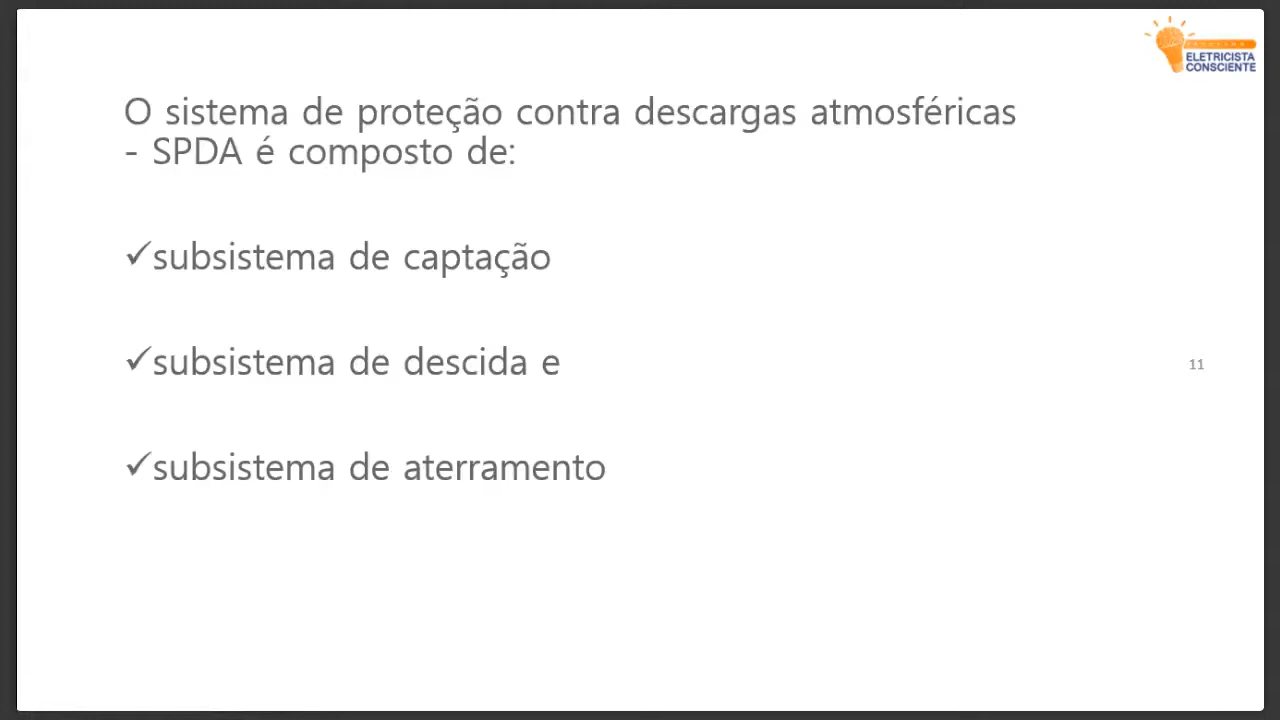 ELETRICISTA
CONSCIENTE
O sistema de proteção contra descargas atmosféricas
- SPDA é composto de:
✓subsistema de captação
✓subsistema de descida e
11
✓subsistema de aterramento